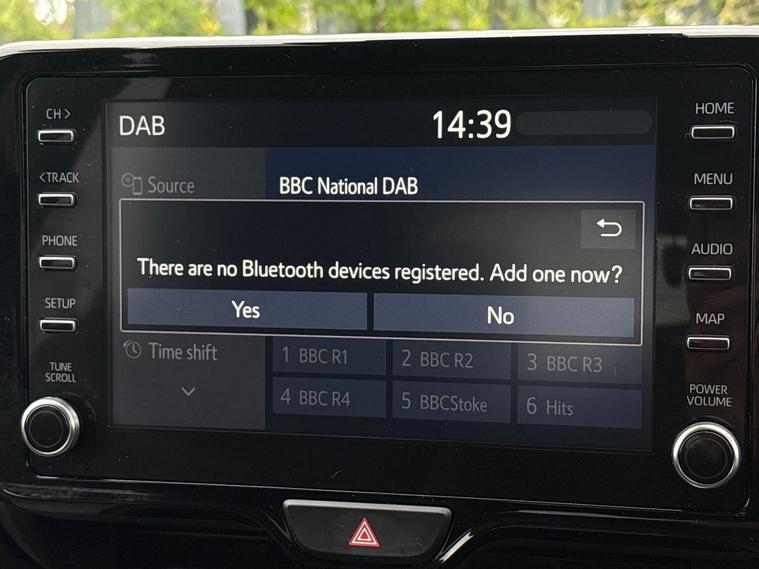 CH>
DAB
14:39
HOME
<TRACK
Source
BBC National DAB
MENU
PHONE
There are no Bluetooth devices registered. Add one now?
AUDIO
SETUP
Yes
No
MAP
Time shift
1 BBC R1
2 BBC R2
3 BBC R3
TUNE
SCROLL
4 BBC R4
5 BBCStoke
6 Hits
POWER
VOLUME